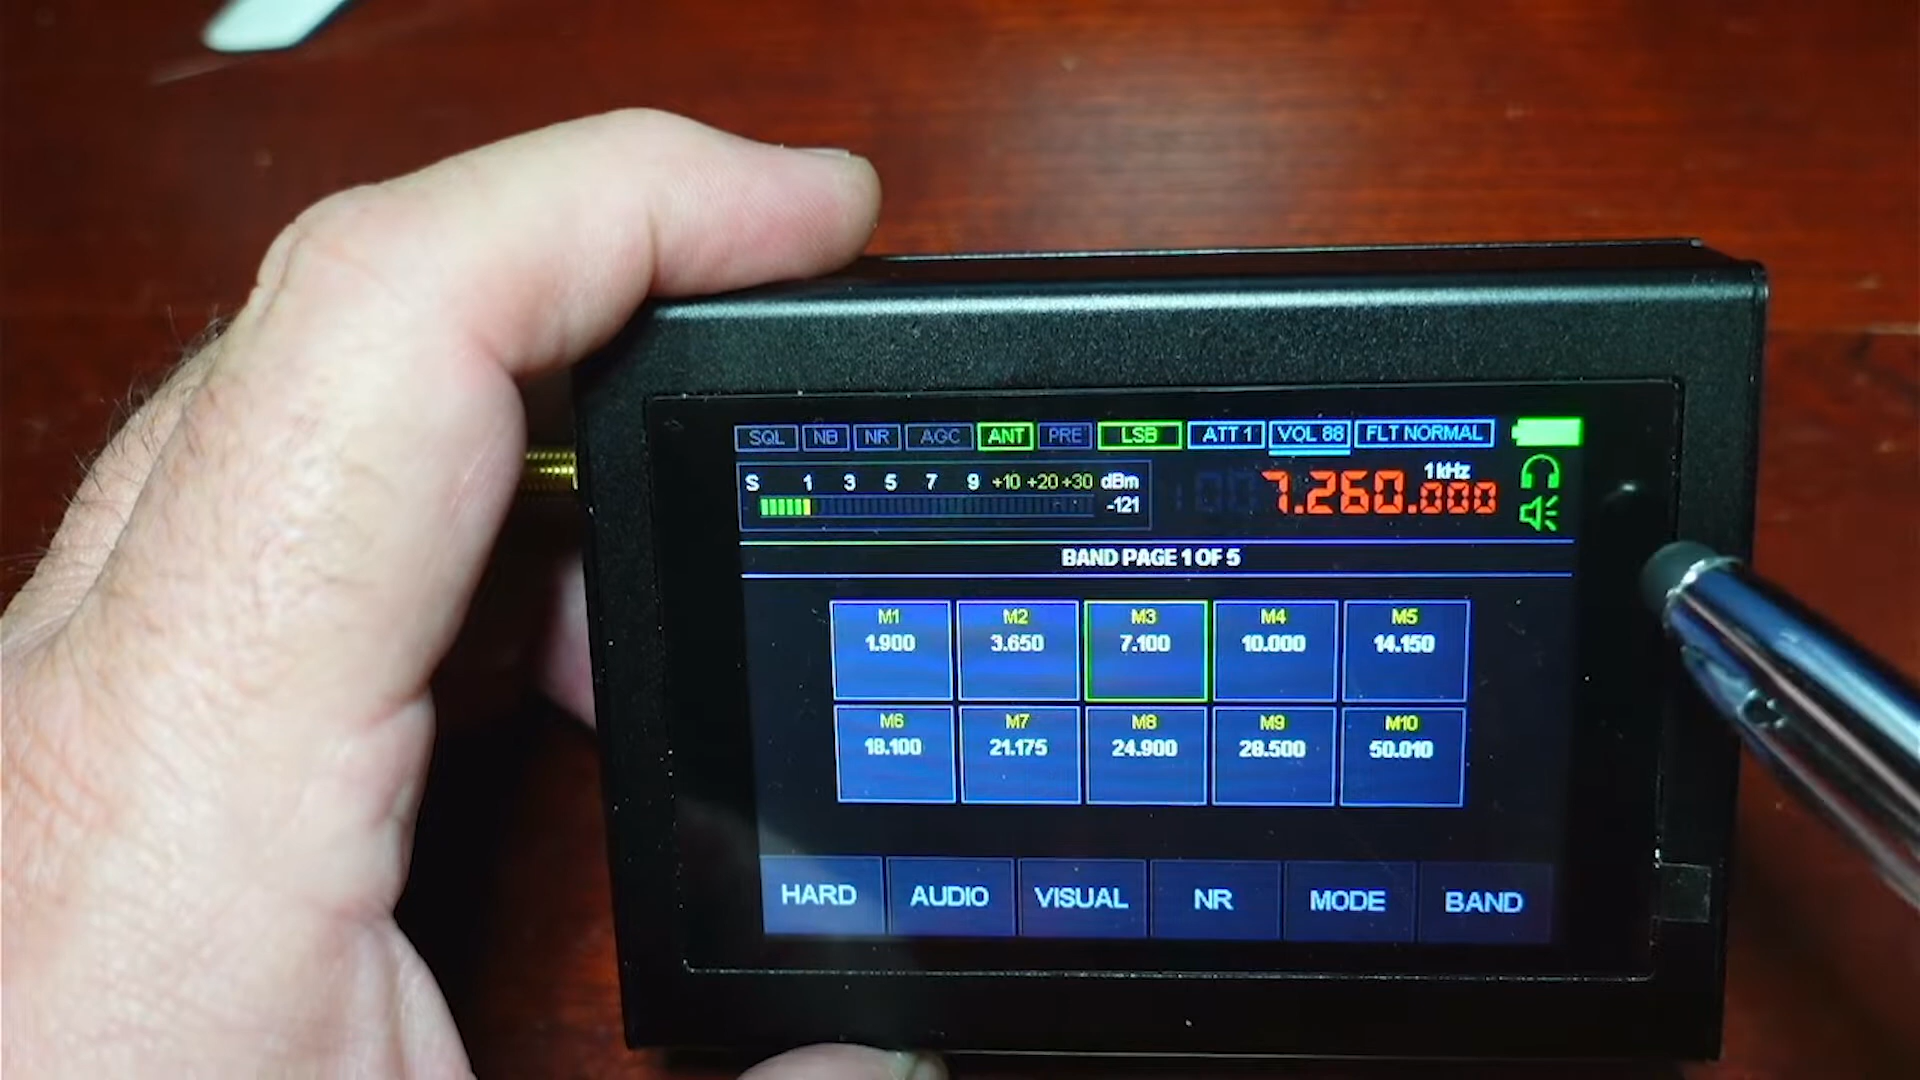 SQL NB NR AGC ANT PRE LSB ATT 1 VOL 88 FLT NORMAL
S 1 3 5 7 9 +10 +20 +30 dBm
-121
1kHz
7.260.000
BAND PAGE 1 OF 5
M1 M2 M3 M4 M5
1.900 3.650 7.100 10.000 14.150
M6 M7 M8 M9 M10
18.100 21.175 24.900 28.500 50.010
HARD AUDIO VISUAL NR MODE BAND